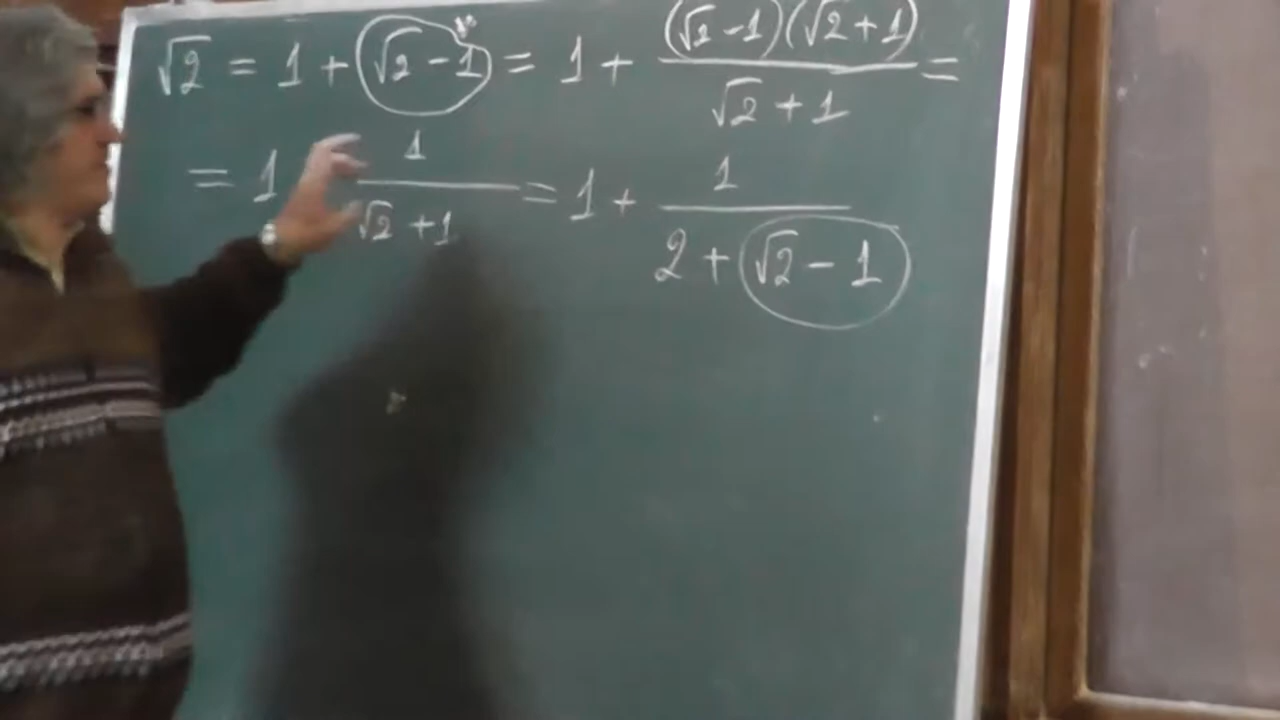 √2 = 1 + (√2 − 1) = 1 + (√2 − 1)(√2 + 1) / √2 + 1 =
= 1 1 / √2 + 1 = 1 + 1 / 2 + (√2 − 1)